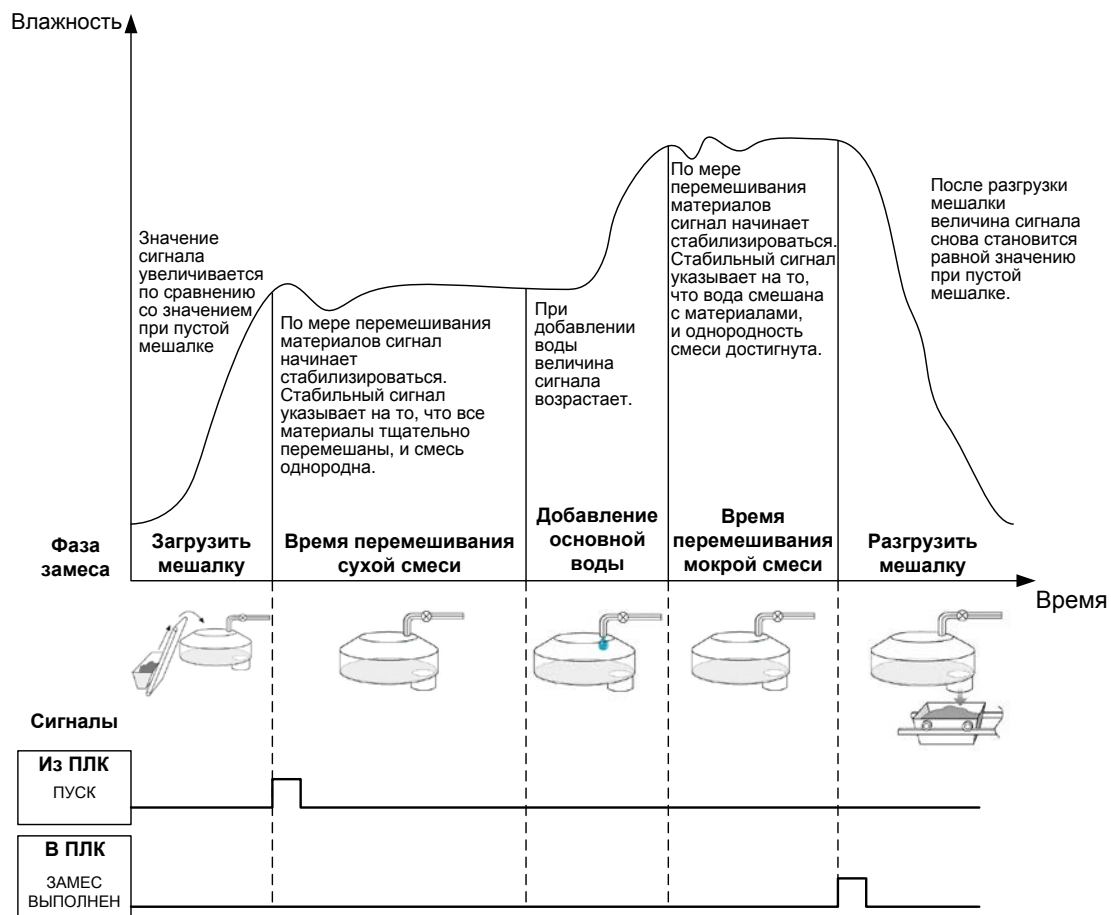 Влажность
Значение
сигнала
увеличивается
по сравнению
со значением
при пустой
мешалке
По мере перемешивания
материалов сигнал
начинает
стабилизироваться.
Стабильный сигнал
указывает на то, что все
материалы тщательно
перемешаны, и смесь
однородна.
При
добавлении
воды
величина
сигнала
возрастает.
По мере
перемешивания
материалов
сигнал начинает
стабилизироваться.
Стабильный сигнал
указывает на то,
что вода смешана
с материалами,
и однородность
смеси достигнута.
После разгрузки
мешалки
величина сигнала
снова становится
равной значению
при пустой
мешалке.
Фаза
замеса
Загрузить
мешалку
Время перемешивания
сухой смеси
Добавление
основной
воды
Время
перемешивания
мокрой смеси
Разгрузить
мешалку
Время
Сигналы
Из ПЛК
ПУСК
В ПЛК
ЗАМЕС
ВЫПОЛНЕН